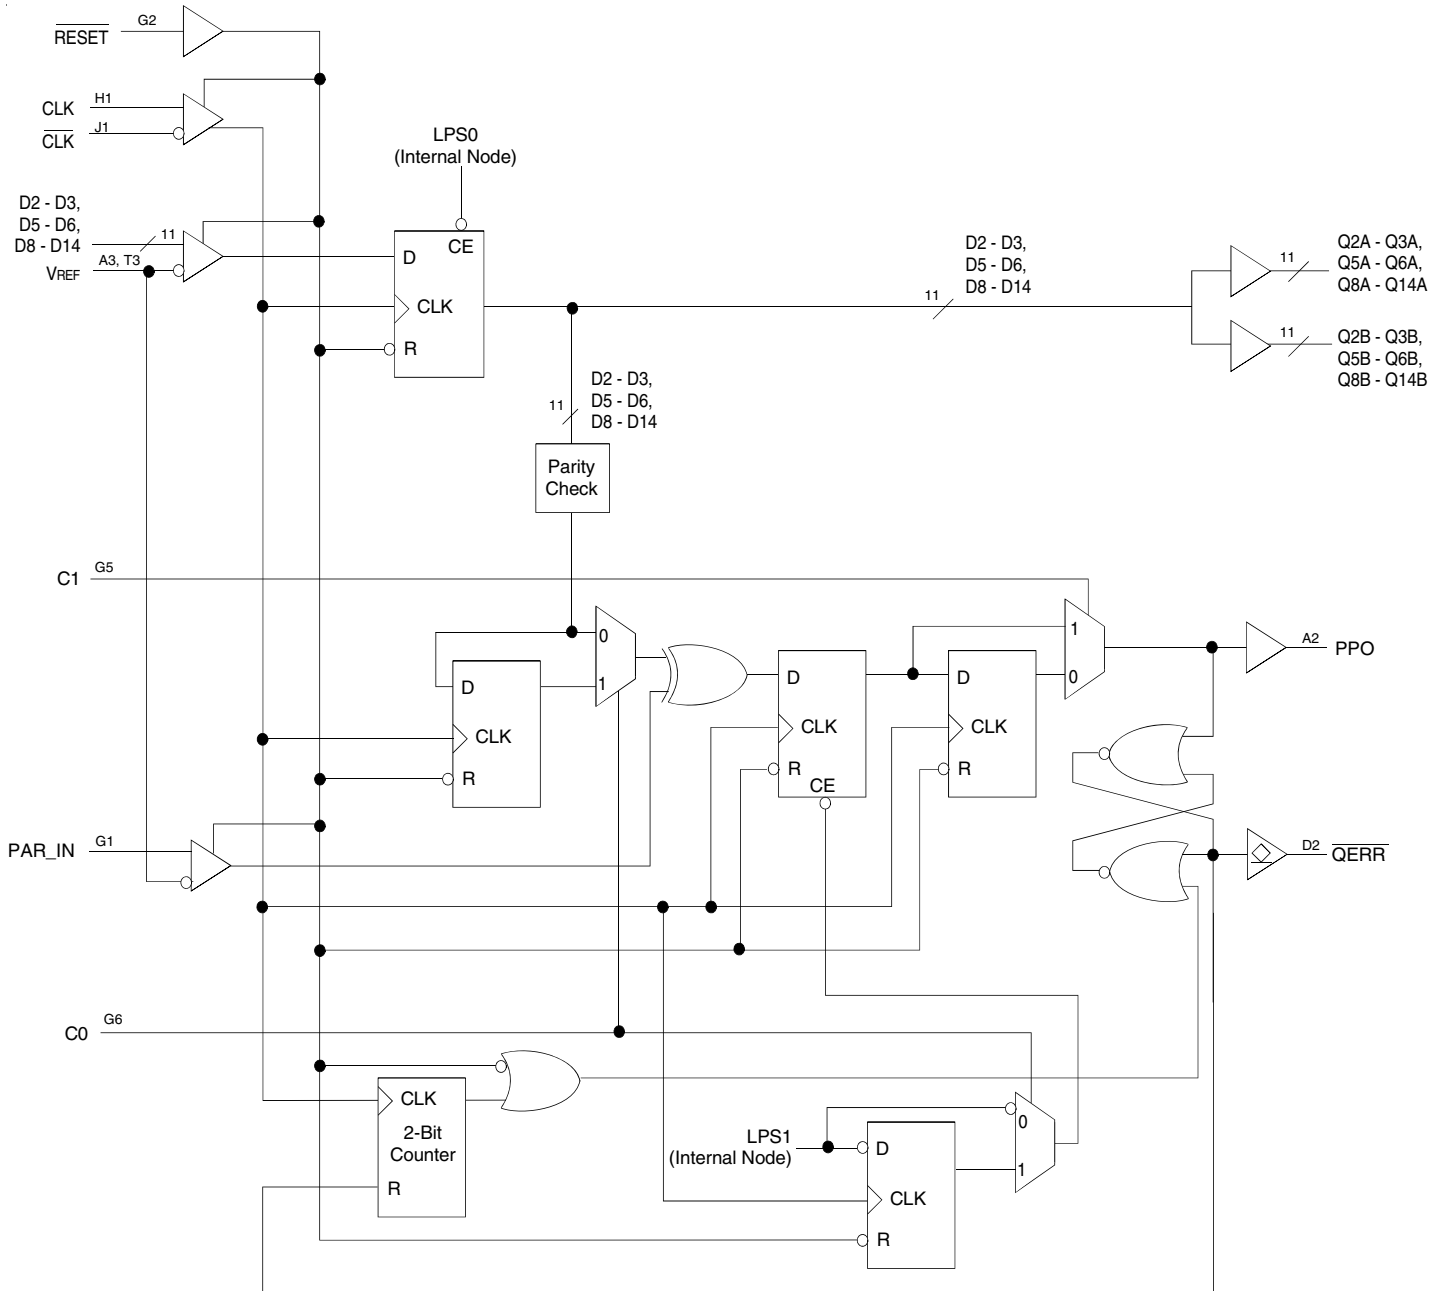 RESET
G2
CLK
H1
CLK
J1
LPS0
(Internal Node)
D2 - D3,
D5 - D6,
D8 - D14
11
VREF
A3, T3
CE
D
CLK
R
11
D2 - D3,
D5 - D6,
D8 - D14
11
Q2A - Q3A,
Q5A - Q6A,
Q8A - Q14A
11
Q2B - Q3B,
Q5B - Q6B,
Q8B - Q14B
11
D2 - D3,
D5 - D6,
D8 - D14
Parity
Check
C1
G5
0
1
D
CLK
R
D
CLK
R
CE
D
CLK
R
1
0
A2
PPO
PAR_IN
G1
D2
QERR
C0
G6
CLK
2-Bit
Counter
R
LPS1
(Internal Node)
D
CLK
R
0
1